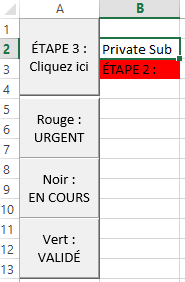 A B
1
2
3
4
5
6
7
8
9
10
11
12
13
ÉTAPE 3 :
Cliquez ici
Private Sub
ÉTAPE 2 :
Rouge :
URGENT
Noir :
EN COURS
Vert :
VALIDÉ